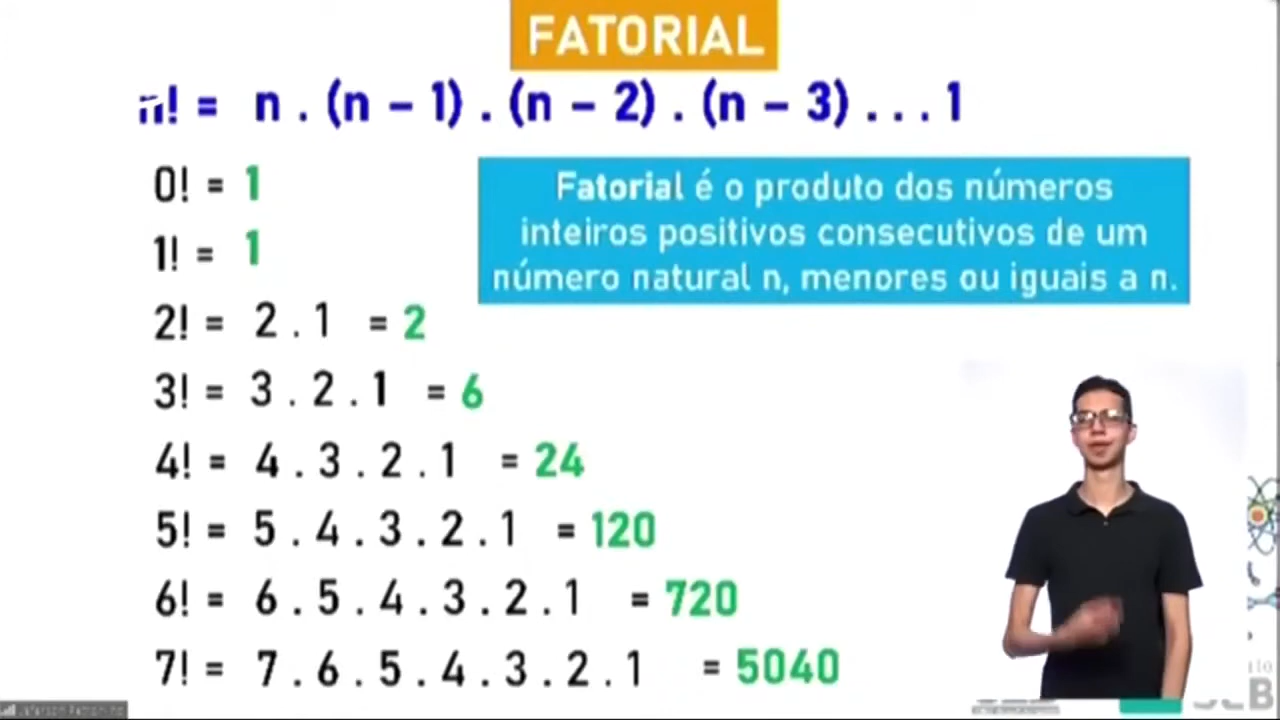 FATORIAL
n! = n . (n – 1) . (n – 2) . (n – 3) . . . 1
0! = 1
Fatorial é o produto dos números
inteiros positivos consecutivos de um
número natural n, menores ou iguais a n.
1! = 1
2! = 2 . 1 = 2
3! = 3 . 2 . 1 = 6
4! = 4 . 3 . 2 . 1 = 24
5! = 5 . 4 . 3 . 2 . 1 = 120
6! = 6 . 5 . 4 . 3 . 2 . 1 = 720
7! = 7 . 6 . 5 . 4 . 3 . 2 . 1 = 5040